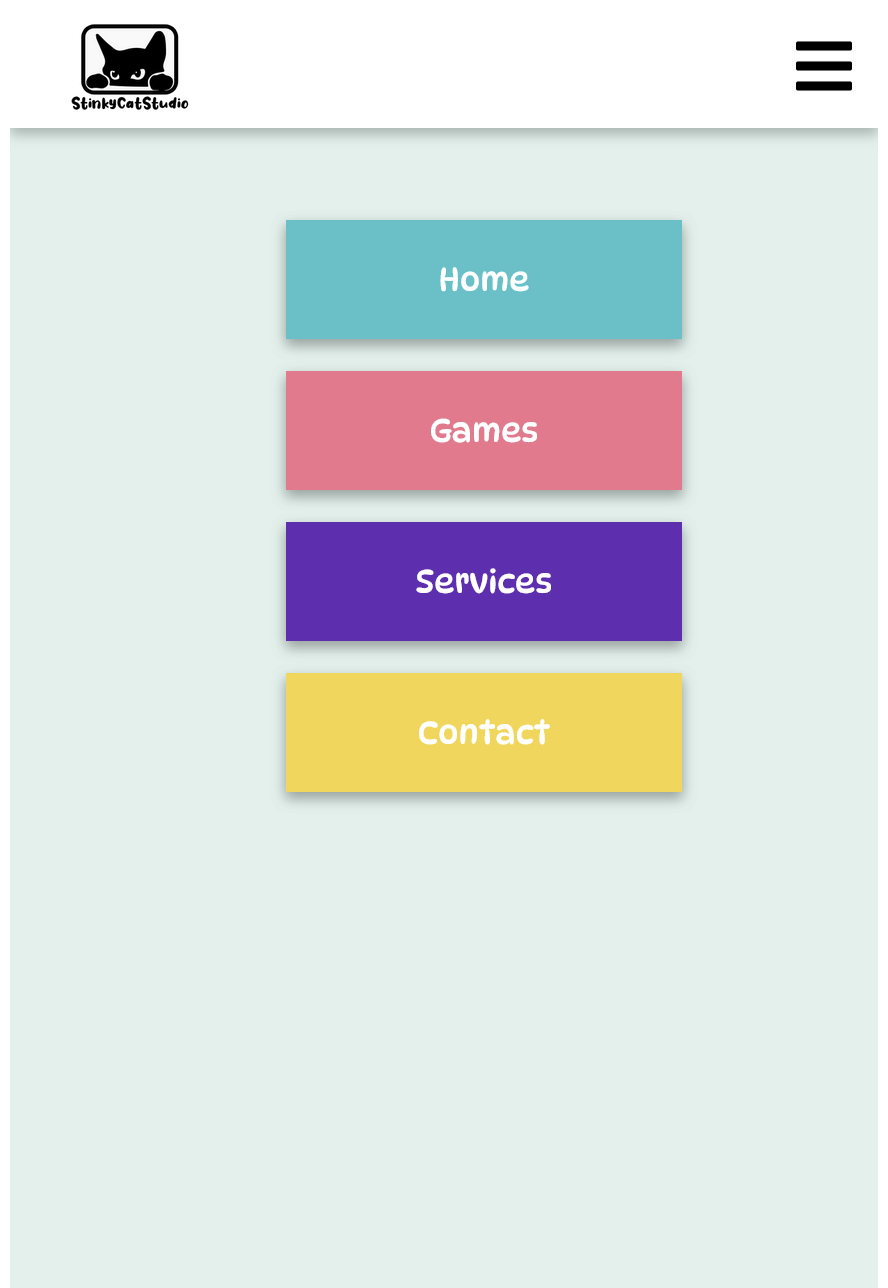 StinkyCatStudio
Home
Games
Services
Contact